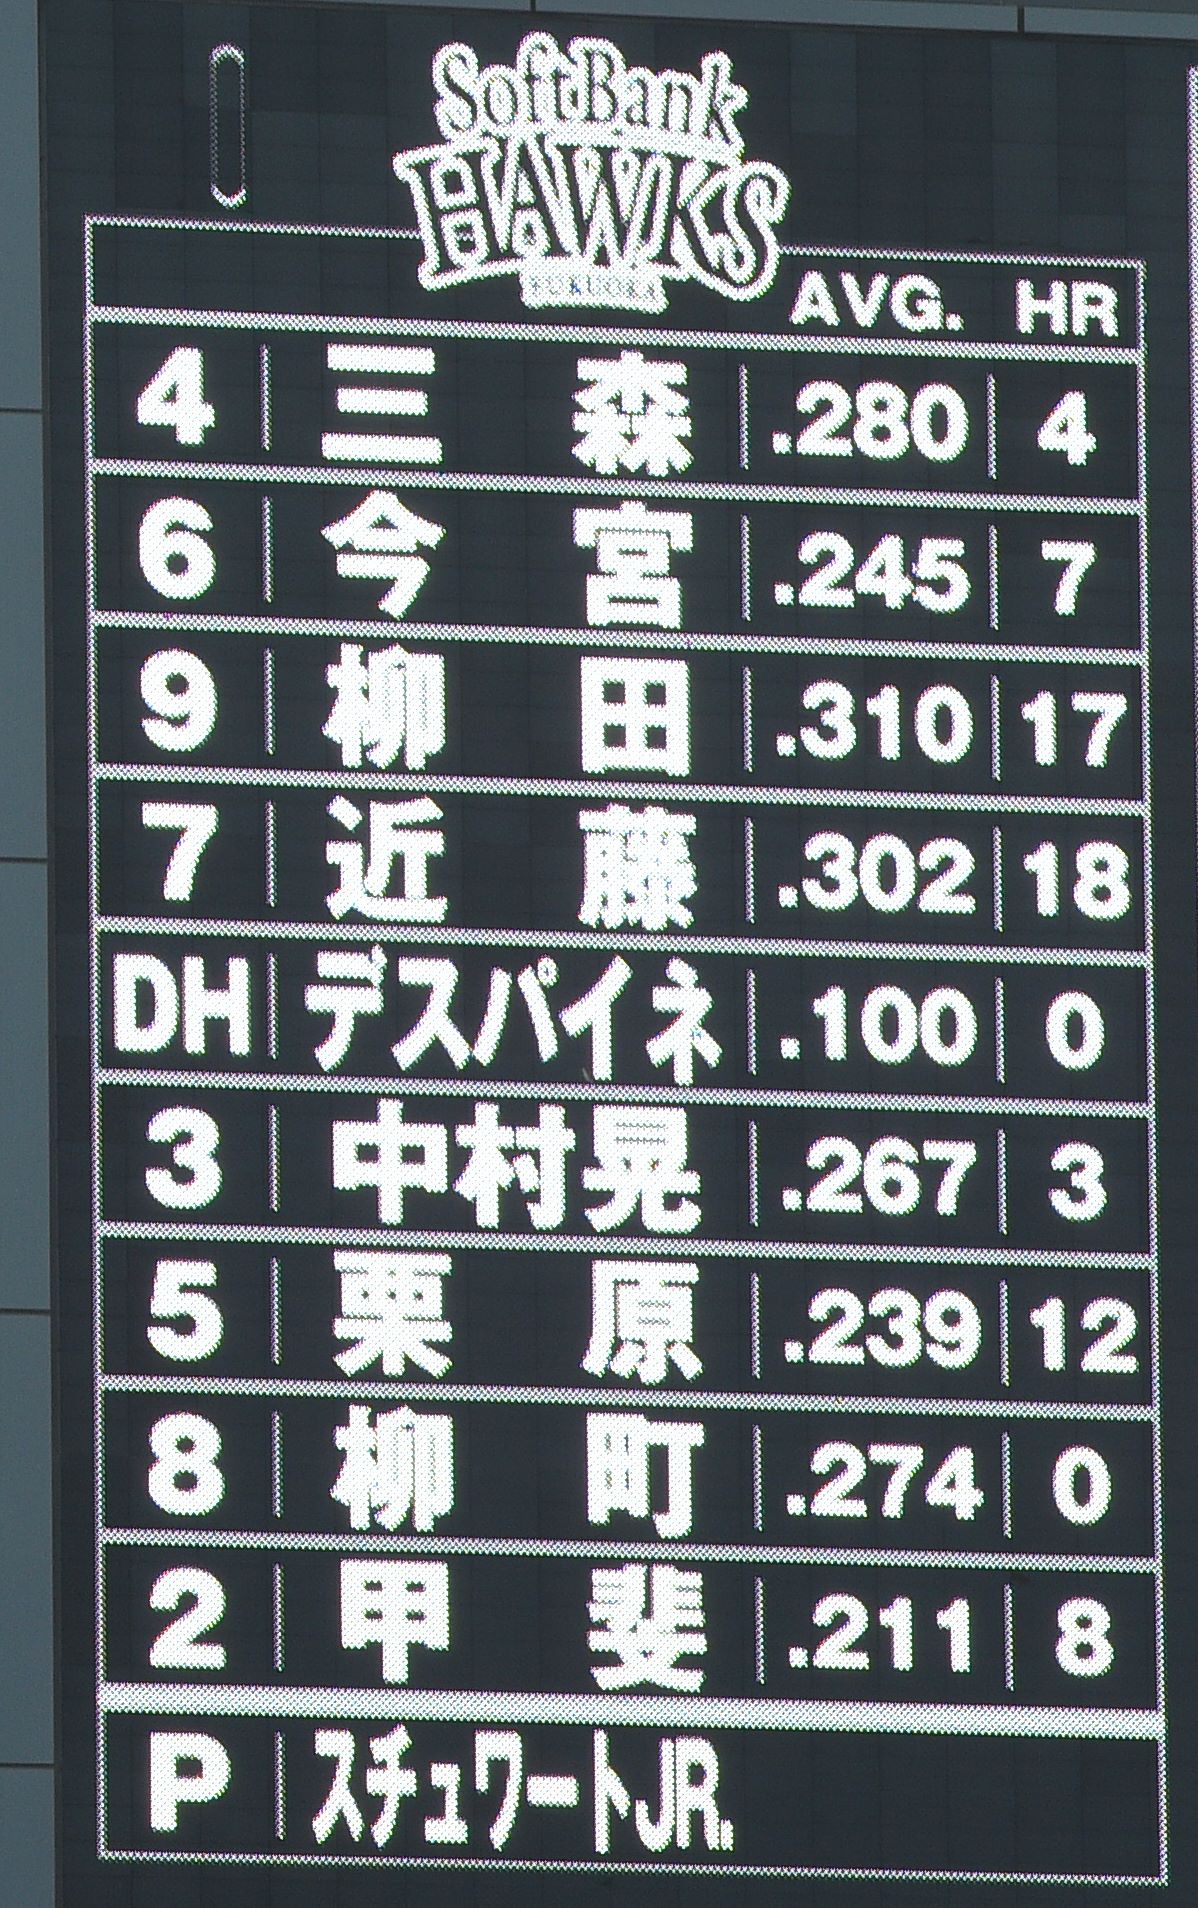 SoftBank
HAWKS
FUKUOKA
AVG. HR
4 三森 .280 4
6 今宮 .245 7
9 柳田 .310 17
7 近藤 .302 18
DH デスパイネ .100 0
3 中村晃 .267 3
5 栗原 .239 12
8 柳町 .274 0
2 甲斐 .211 8
P スチュワートJR.